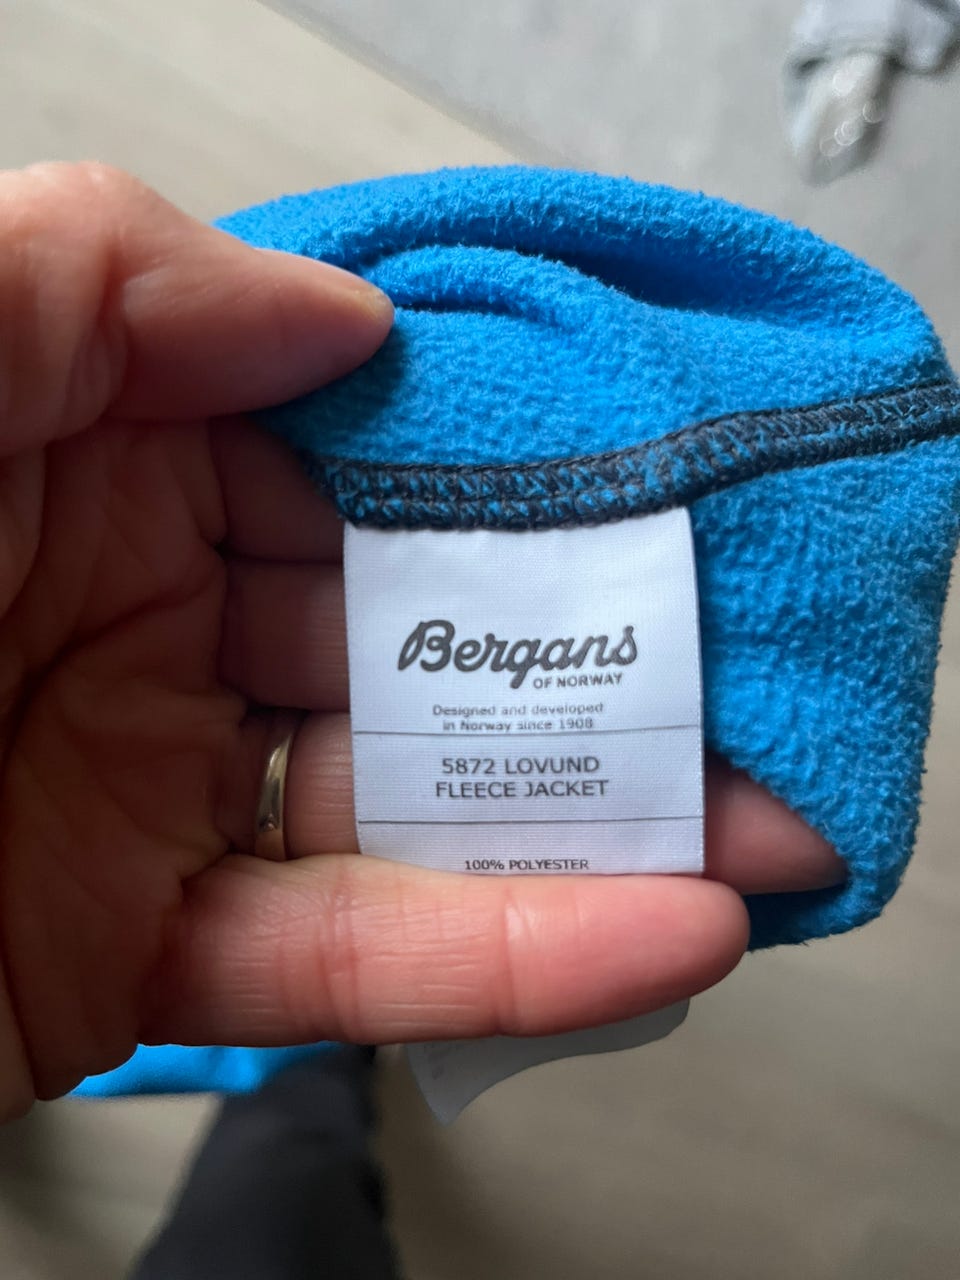 Bergans
OF NORWAY
Designed and developed
in Norway since 1908
5872 LOVUND
FLEECE JACKET
100% POLYESTER